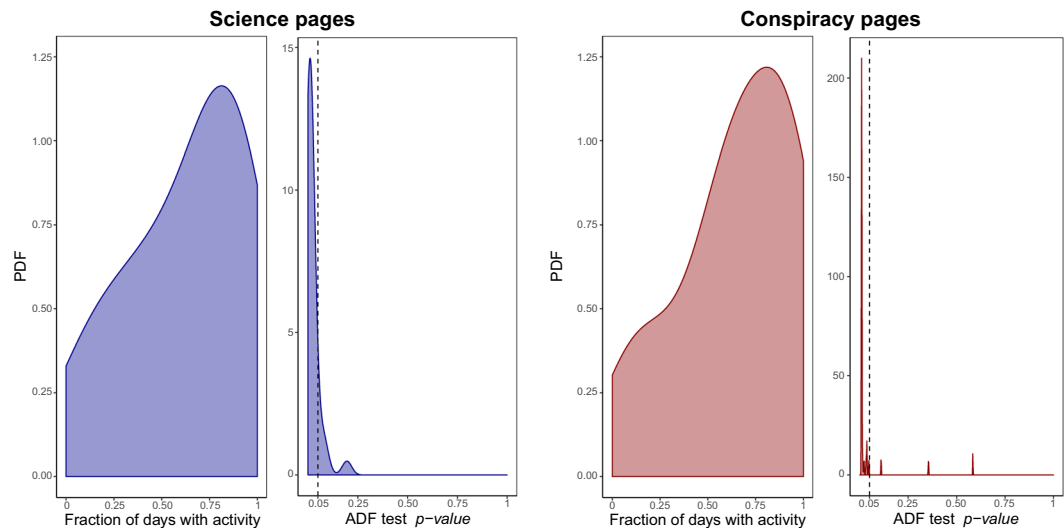 Science pages
Conspiracy pages
PDF
1.25
1.00
0.75
0.50
0.25
0.00
0 0.25 0.50 0.75 1
Fraction of days with activity
15
10
5
0
0.05 0.25 0.50 0.75 1
ADF test p-value
PDF
1.25
1.00
0.75
0.50
0.25
0.00
0 0.25 0.50 0.75 1
Fraction of days with activity
200
150
100
50
0
0.05 0.25 0.50 0.75 1
ADF test p-value